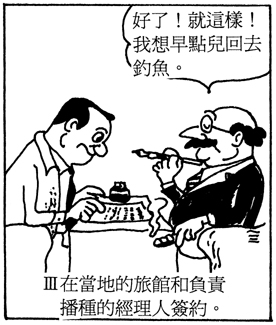 好了！就這樣！
我想早點兒回去
釣魚。
Ⅲ在當地的旅館和負責
播種的經理人簽約。